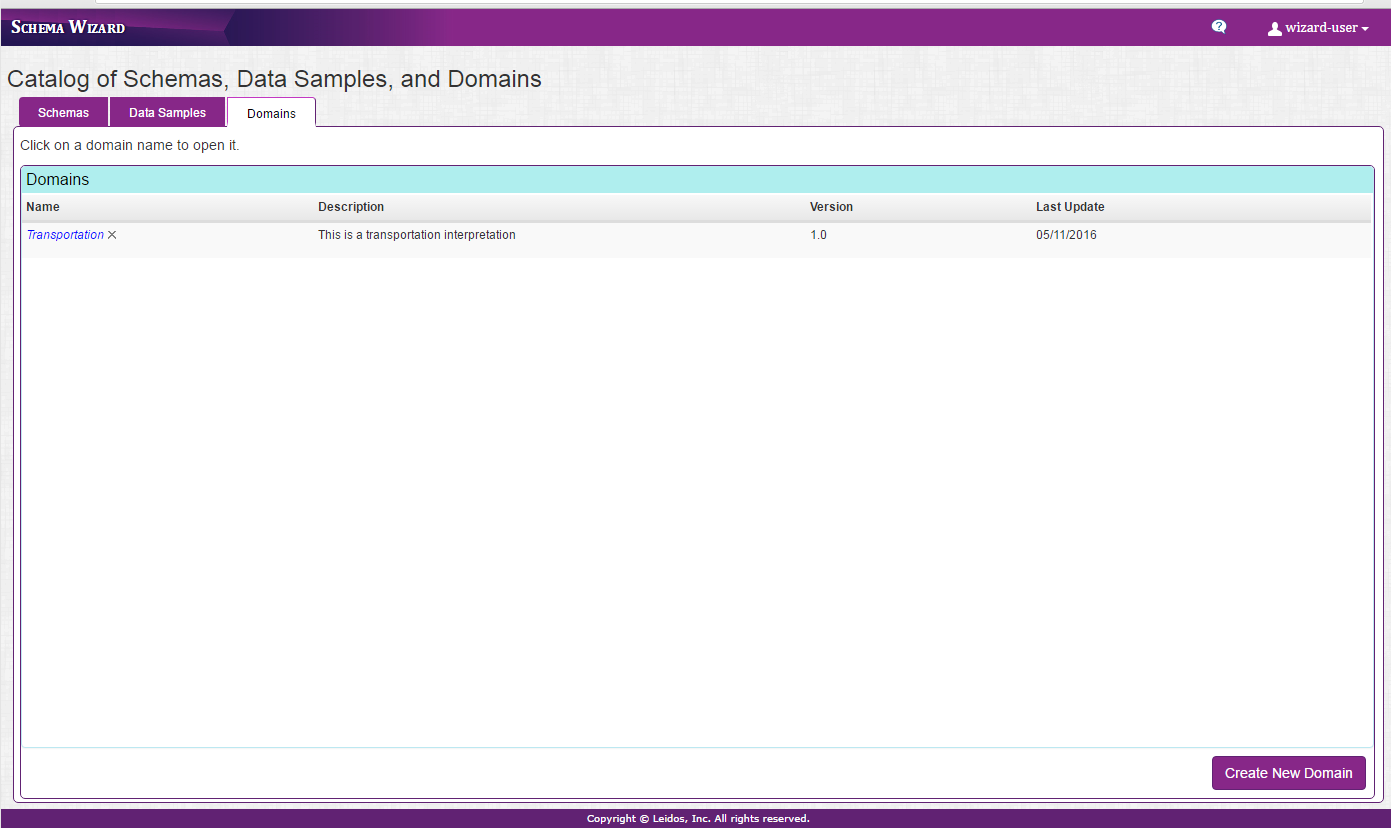 Schema Wizard
?
wizard-user
Catalog of Schemas, Data Samples, and Domains
Schemas Data Samples Domains
Click on a domain name to open it.
Domains
Name Description Version Last Update
Transportation × This is a transportation interpretation 1.0 05/11/2016
Create New Domain
Copyright © Leidos, Inc. All rights reserved.